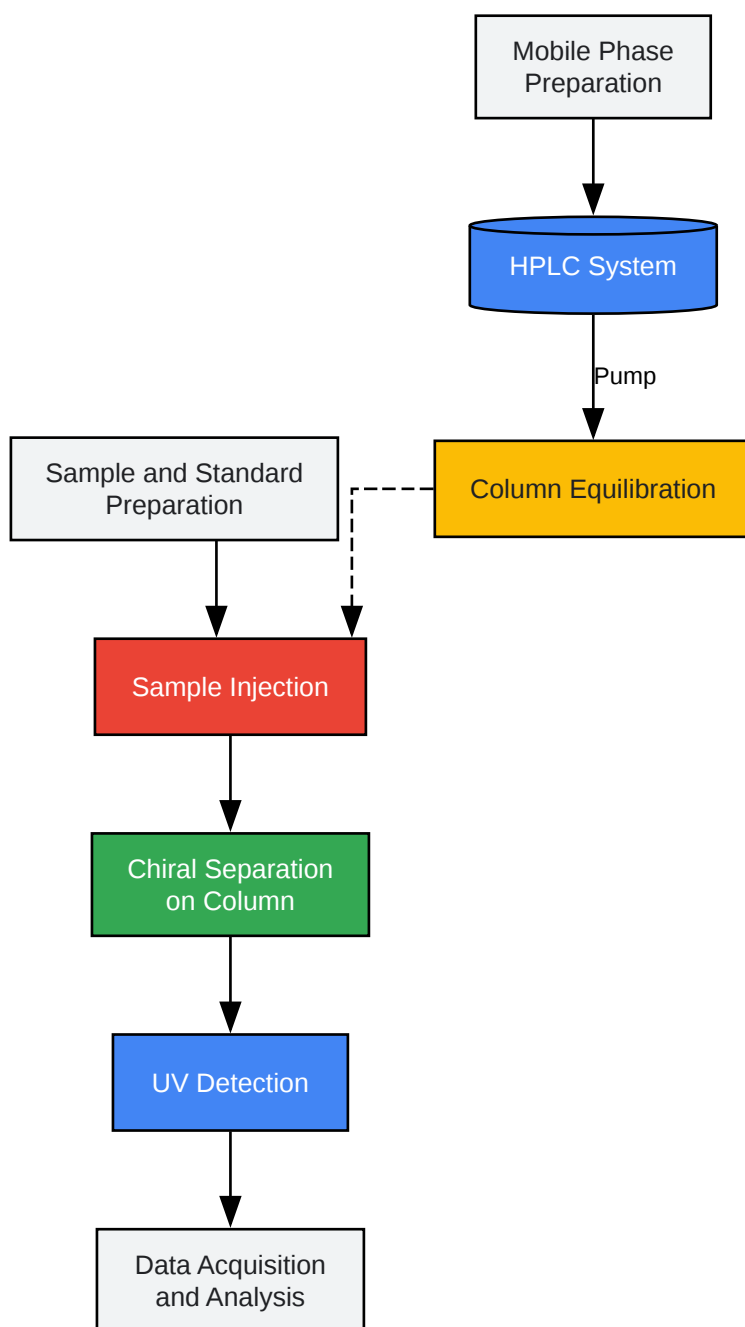 Mobile Phase
Preparation
HPLC System
Pump
Column Equilibration
Sample and Standard
Preparation
Sample Injection
Chiral Separation
on Column
UV Detection
Data Acquisition
and Analysis